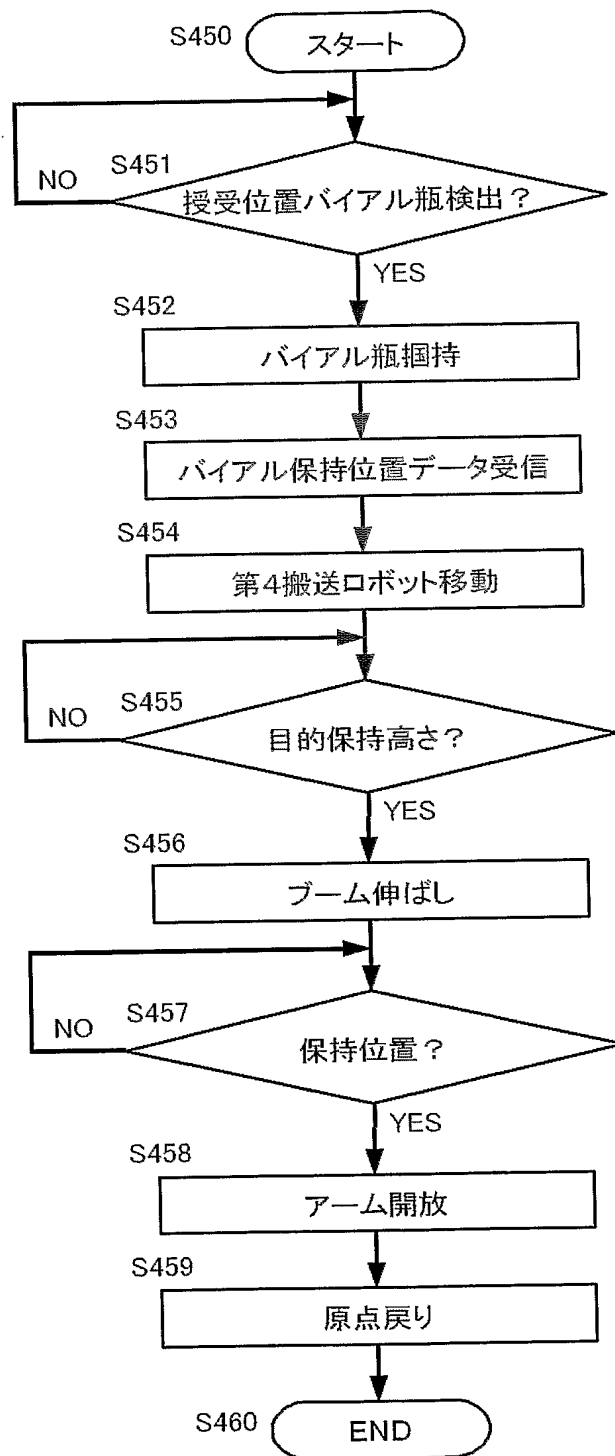 S450
スタート
S451
NO
授受位置バイアル瓶検出？
YES
S452
バイアル瓶掴持
S453
バイアル保持位置データ受信
S454
第4搬送ロボット移動
S455
NO
目的保持高さ？
YES
S456
ブーム伸ばし
S457
NO
保持位置？
YES
S458
アーム開放
S459
原点戻り
S460
END